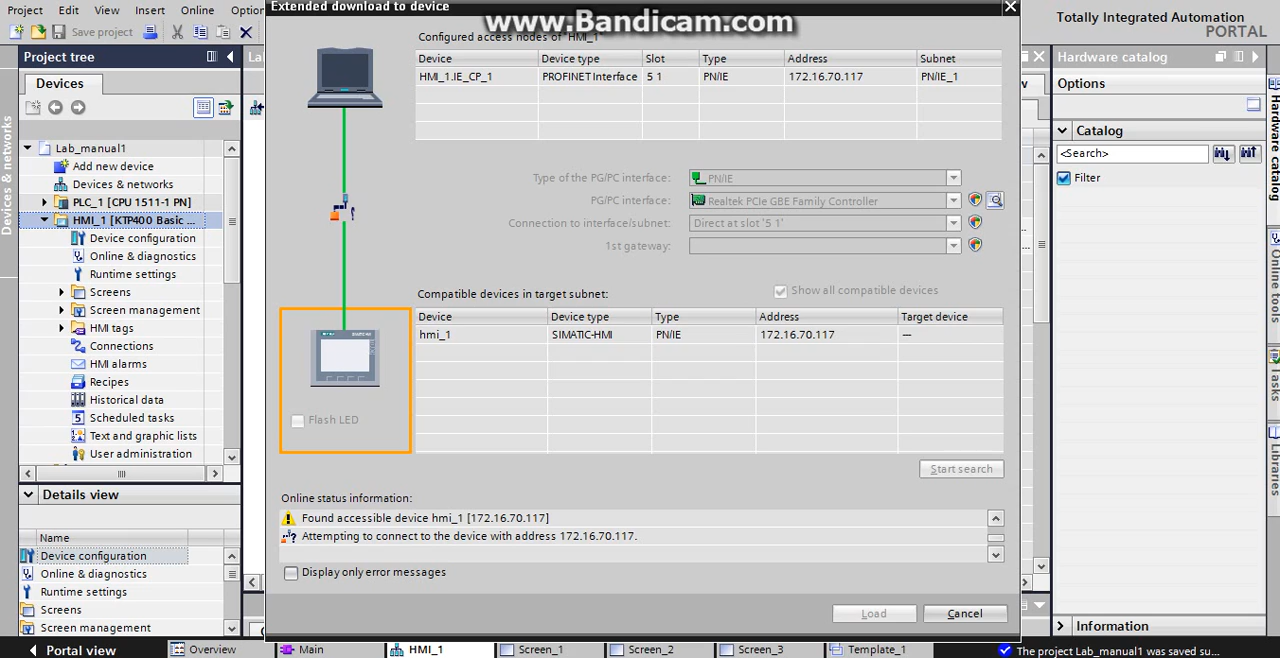 Project Edit View Insert Online Optio
Save project
www.Bandicam.com
Totally Integrated Automation
PORTAL
Project tree
Devices
Devices & networks
Lab_manual1
Add new device
Devices & networks
PLC_1 [CPU 1511-1 PN]
HMI_1 [KTP400 Basic ...
Device configuration
Online & diagnostics
Runtime settings
Screens
Screen management
HMI tags
Connections
HMI alarms
Recipes
Historical data
Scheduled tasks
Text and graphic lists
User administration
Details view
Name
Device configuration
Online & diagnostics
Runtime settings
Screens
Screen management
La
Extended download to device
Configured access nodes of "HMI_1"
Device Device type Slot Type Address Subnet
HMI_1.IE_CP_1 PROFINET Interface 5 1 PN/IE 172.16.70.117 PN/IE_1
Type of the PG/PC interface: PN/IE
PG/PC interface: Realtek PCIe GBE Family Controller
Connection to interface/subnet: Direct at slot '5 1'
1st gateway:
Compatible devices in target subnet:
Show all compatible devices
Device Device type Type Address Target device
hmi_1 SIMATIC-HMI PN/IE 172.16.70.117 —
Flash LED
Start search
Online status information:
Found accessible device hmi_1 [172.16.70.117]
Attempting to connect to the device with address 172.16.70.117.
Display only error messages
Load Cancel
Hardware catalog
Options
Catalog
<Search>
Filter
Information
Hardware catalog
Online tools
Tasks
Libraries
Portal view Overview Main HMI_1 Screen_1 Screen_2 Screen_3 Template_1 The project Lab_manual1 was saved su...